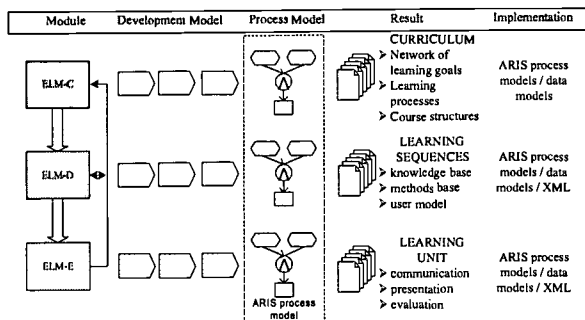 Module Development Model Process Model Result Implementation
ELM-C
CURRICULUM
➢ Network of
learning goals
➢ Learning
processes
➢ Course structures
ARIS process
models / data
models
ELM-D
LEARNING
SEQUENCES
➢ knowledge base
➢ methods base
➢ user model
ARIS process
models / data
models / XML
ELM-E
LEARNING
UNIT
➢ communication
➢ presentation
➢ evaluation
ARIS process
models / data
models / XML
ARIS process
model